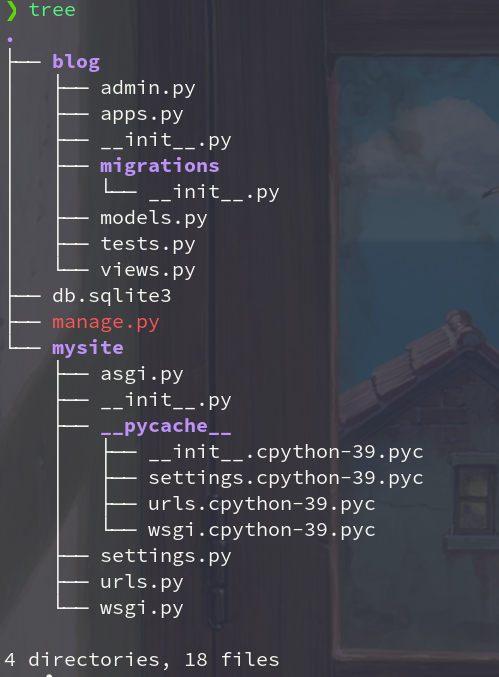 ❯ tree
.
├── blog
│   ├── admin.py
│   ├── apps.py
│   ├── __init__.py
│   ├── migrations
│   │   └── __init__.py
│   ├── models.py
│   ├── tests.py
│   └── views.py
├── db.sqlite3
├── manage.py
└── mysite
    ├── asgi.py
    ├── __init__.py
    ├── __pycache__
    │   ├── __init__.cpython-39.pyc
    │   ├── settings.cpython-39.pyc
    │   ├── urls.cpython-39.pyc
    │   └── wsgi.cpython-39.pyc
    ├── settings.py
    ├── urls.py
    └── wsgi.py

4 directories, 18 files